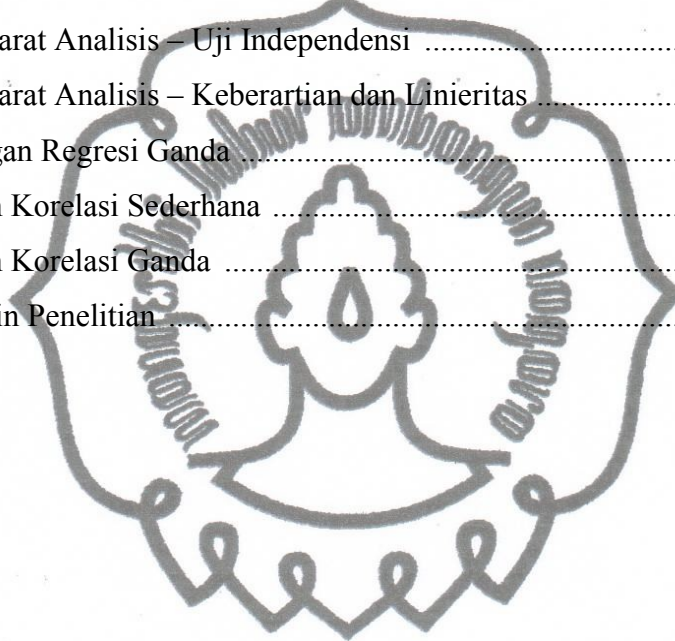 arat Analisis – Uji Independensi ....................................
arat Analisis – Keberartian dan Linieritas ....................
gan Regresi Ganda ................................................................
n Korelasi Sederhana ..........................................................
n Korelasi Ganda .................................................................
in Penelitian .........................................................................